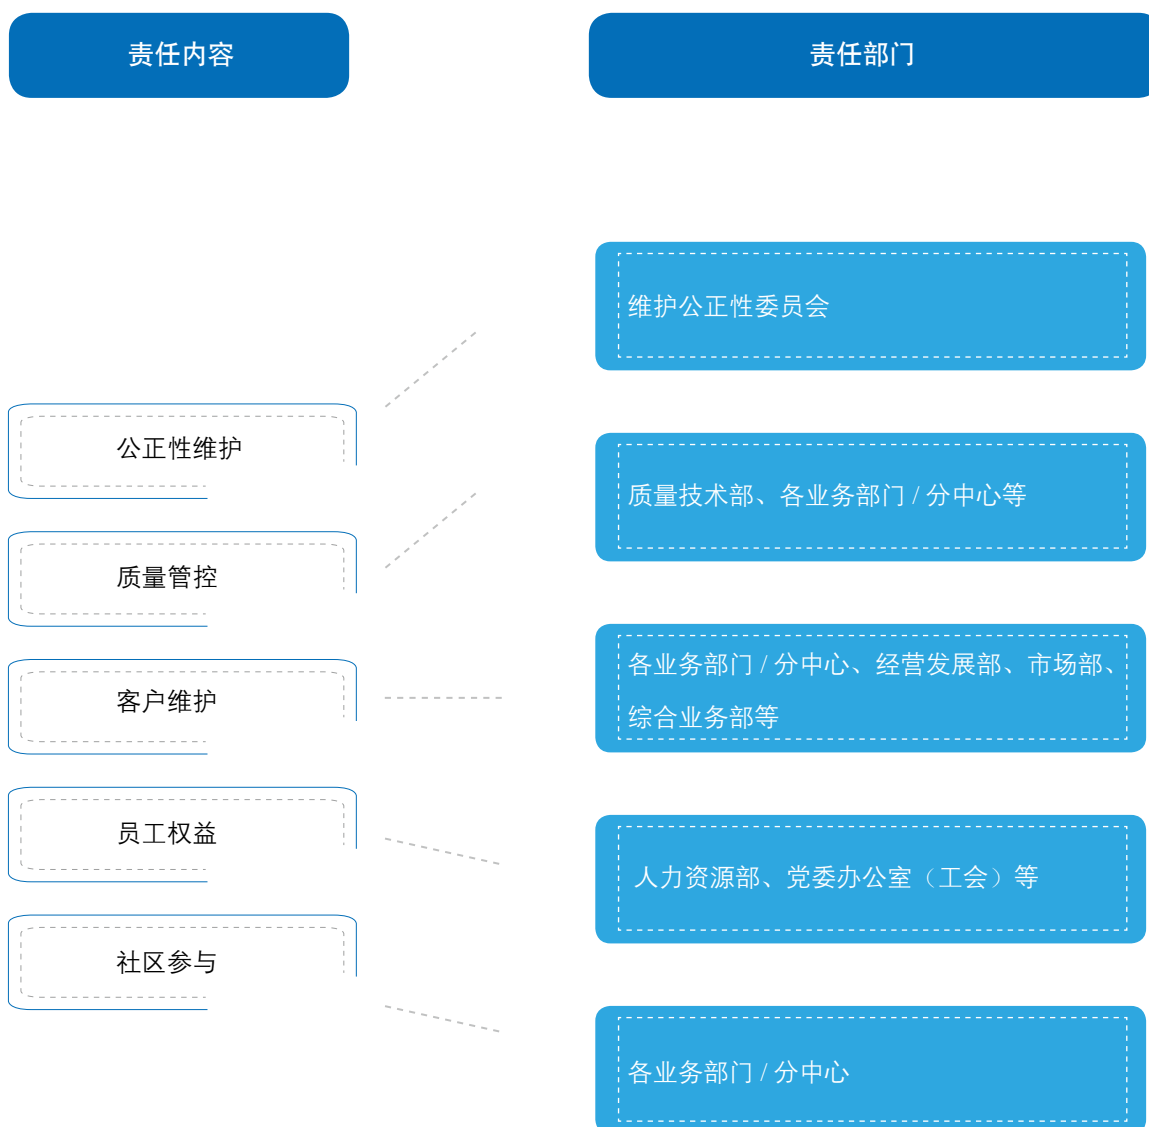 责任内容
责任部门
公正性维护
质量管控
客户维护
员工权益
社区参与
维护公正性委员会
质量技术部、各业务部门 / 分中心等
各业务部门 / 分中心、经营发展部、市场部、
综合业务部等
人力资源部、党委办公室（工会）等
各业务部门 / 分中心